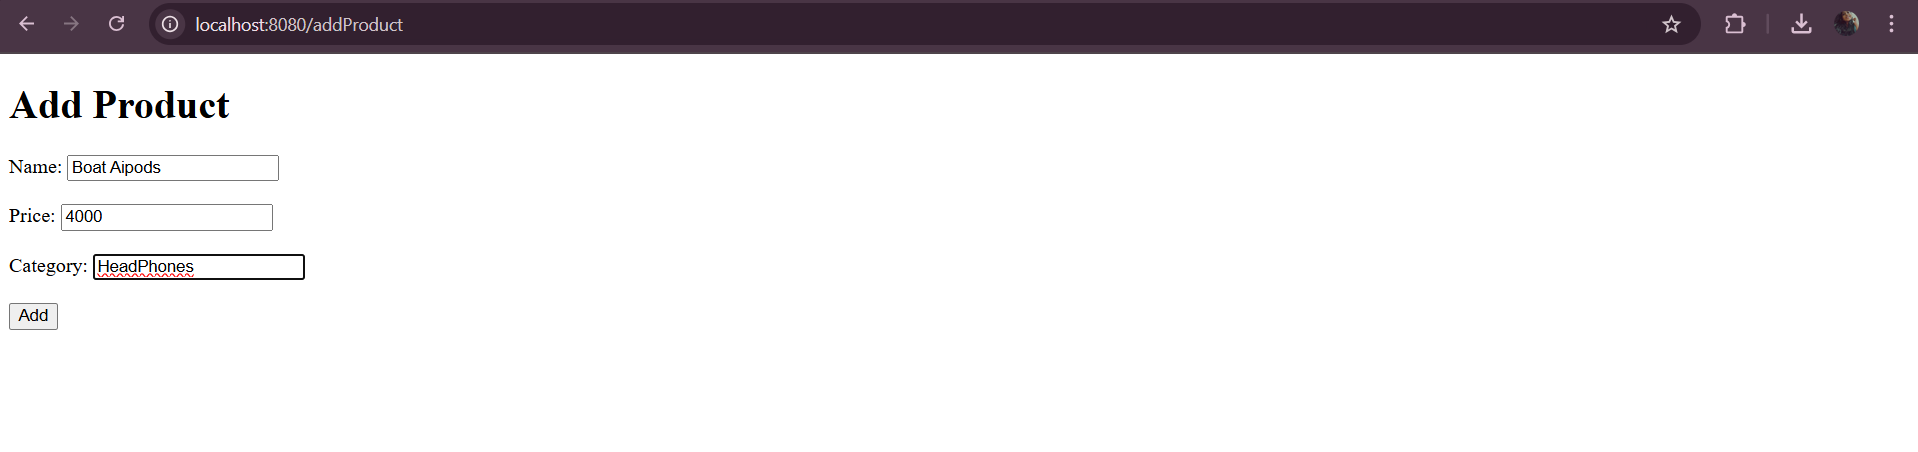 localhost:8080/addProduct
Add Product
Name: Boat Aipods
Price: 4000
Category: HeadPhones
Add